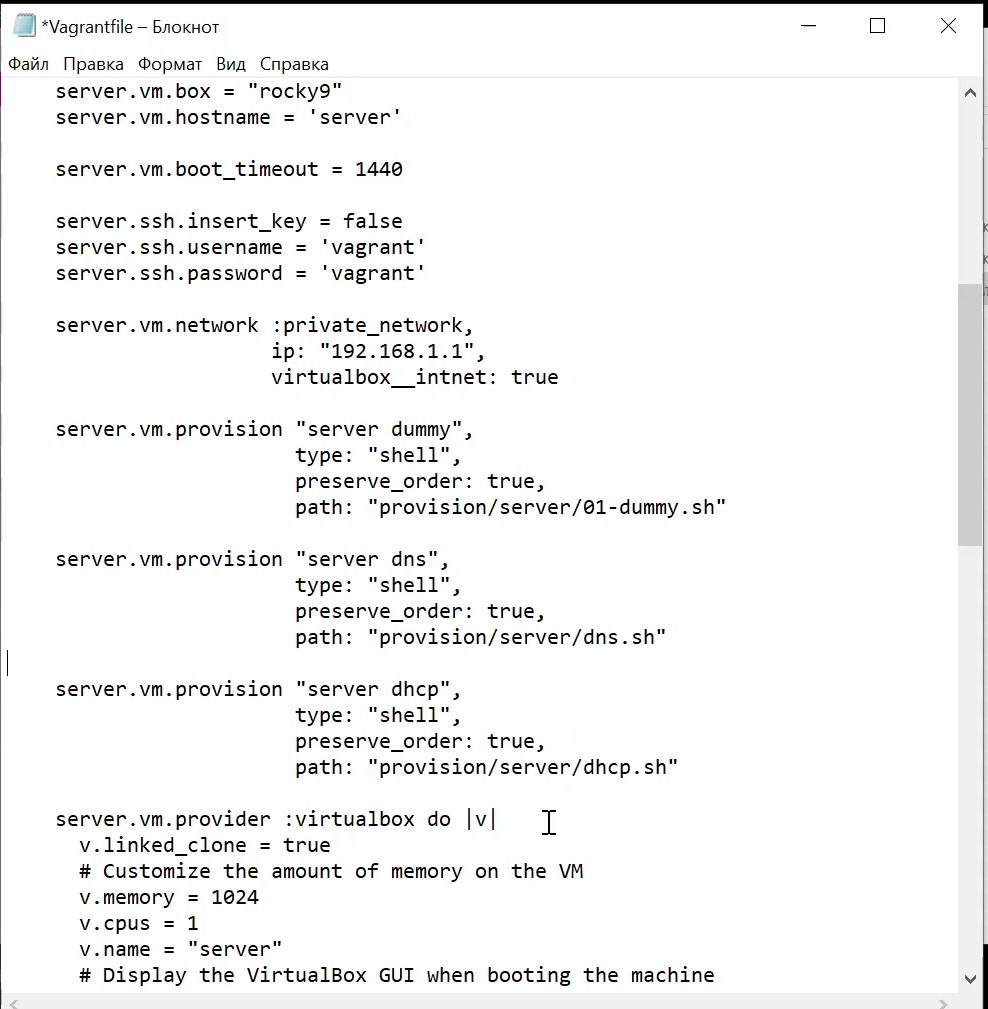 *Vagrantfile – Блокнот
Файл Правка Формат Вид Справка
server.vm.box = "rocky9"
server.vm.hostname = 'server'
server.vm.boot_timeout = 1440
server.ssh.insert_key = false
server.ssh.username = 'vagrant'
server.ssh.password = 'vagrant'
server.vm.network :private_network,
ip: "192.168.1.1",
virtualbox__intnet: true
server.vm.provision "server dummy",
type: "shell",
preserve_order: true,
path: "provision/server/01-dummy.sh"
server.vm.provision "server dns",
type: "shell",
preserve_order: true,
path: "provision/server/dns.sh"
server.vm.provision "server dhcp",
type: "shell",
preserve_order: true,
path: "provision/server/dhcp.sh"
server.vm.provider :virtualbox do |v|
v.linked_clone = true
# Customize the amount of memory on the VM
v.memory = 1024
v.cpus = 1
v.name = "server"
# Display the VirtualBox GUI when booting the machine